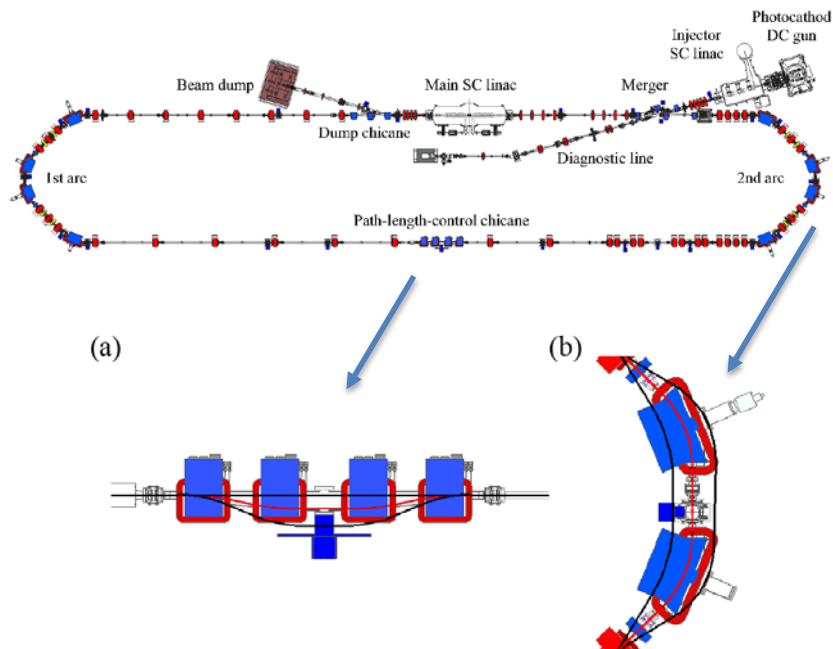 Photocathod
DC gun
Injector
SC linac
Beam dump
Main SC linac
Merger
Dump chicane
Diagnostic line
1st arc
2nd arc
Path-length-control chicane
(a)
(b)